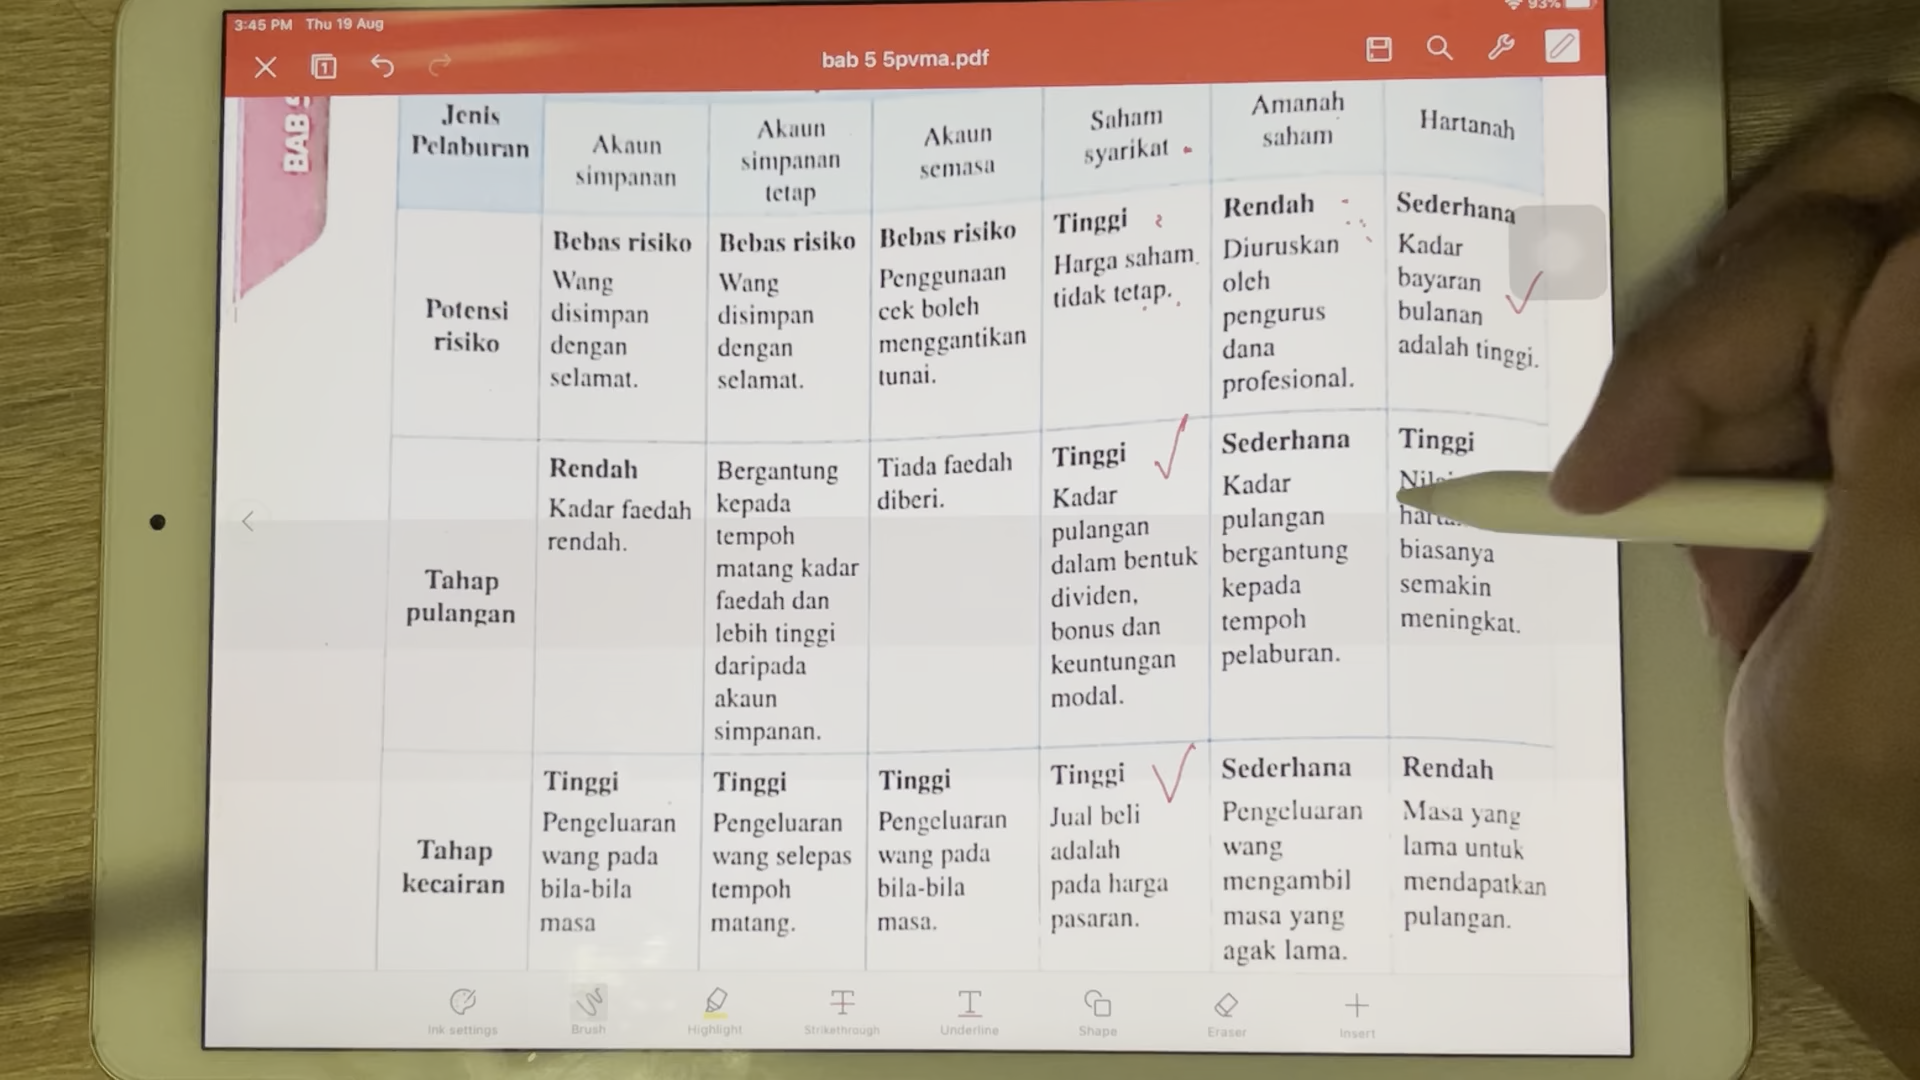 3:45 PM Thu 19 Aug
93%
bab 5 5pvma.pdf
BAB
Jenis
Pelaburan
Akaun
simpanan
Akaun
simpanan
tetap
Akaun
semasa
Saham
syarikat
Amanah
saham
Hartanah
Potensi
risiko
Bebas risiko
Wang
disimpan
dengan
selamat.
Bebas risiko
Wang
disimpan
dengan
selamat.
Bebas risiko
Penggunaan
cek boleh
menggantikan
tunai.
Tinggi
Harga saham
tidak tetap.
Rendah
Diuruskan
oleh
pengurus
dana
profesional.
Sederhana
Kadar
bayaran
bulanan
adalah tinggi.
Tahap
pulangan
Rendah
Kadar faedah
rendah.
Bergantung
kepada
tempoh
matang kadar
faedah dan
lebih tinggi
daripada
akaun
simpanan.
Tiada faedah
diberi.
Tinggi
Kadar
pulangan
dalam bentuk
dividen,
bonus dan
keuntungan
modal.
Sederhana
Kadar
pulangan
bergantung
kepada
tempoh
pelaburan.
Tinggi
biasanya
semakin
meningkat.
Tahap
kecairan
Tinggi
Pengeluaran
wang pada
bila-bila
masa
Tinggi
Pengeluaran
wang selepas
tempoh
matang.
Tinggi
Pengeluaran
wang pada
bila-bila
masa.
Tinggi
Jual beli
adalah
pada harga
pasaran.
Sederhana
Pengeluaran
wang
mengambil
masa yang
agak lama.
Rendah
Masa yang
lama untuk
mendapatkan
pulangan.
Ink settings
Brush
Highlight
Strikethrough
Underline
Shape
Eraser
Insert